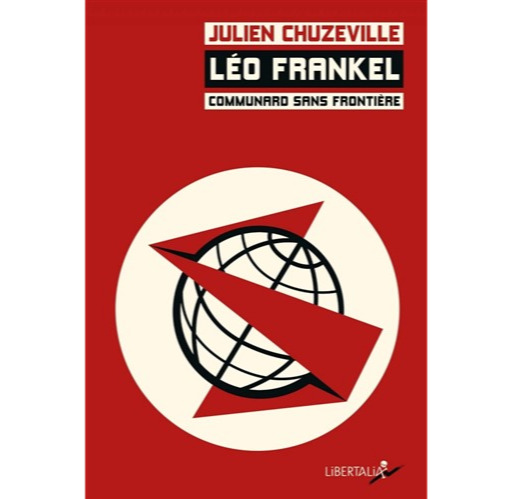 JULIEN CHUZEVILLE
LÉO FRANKEL
COMMUNARD SANS FRONTIÈRE
LiBERTALiA